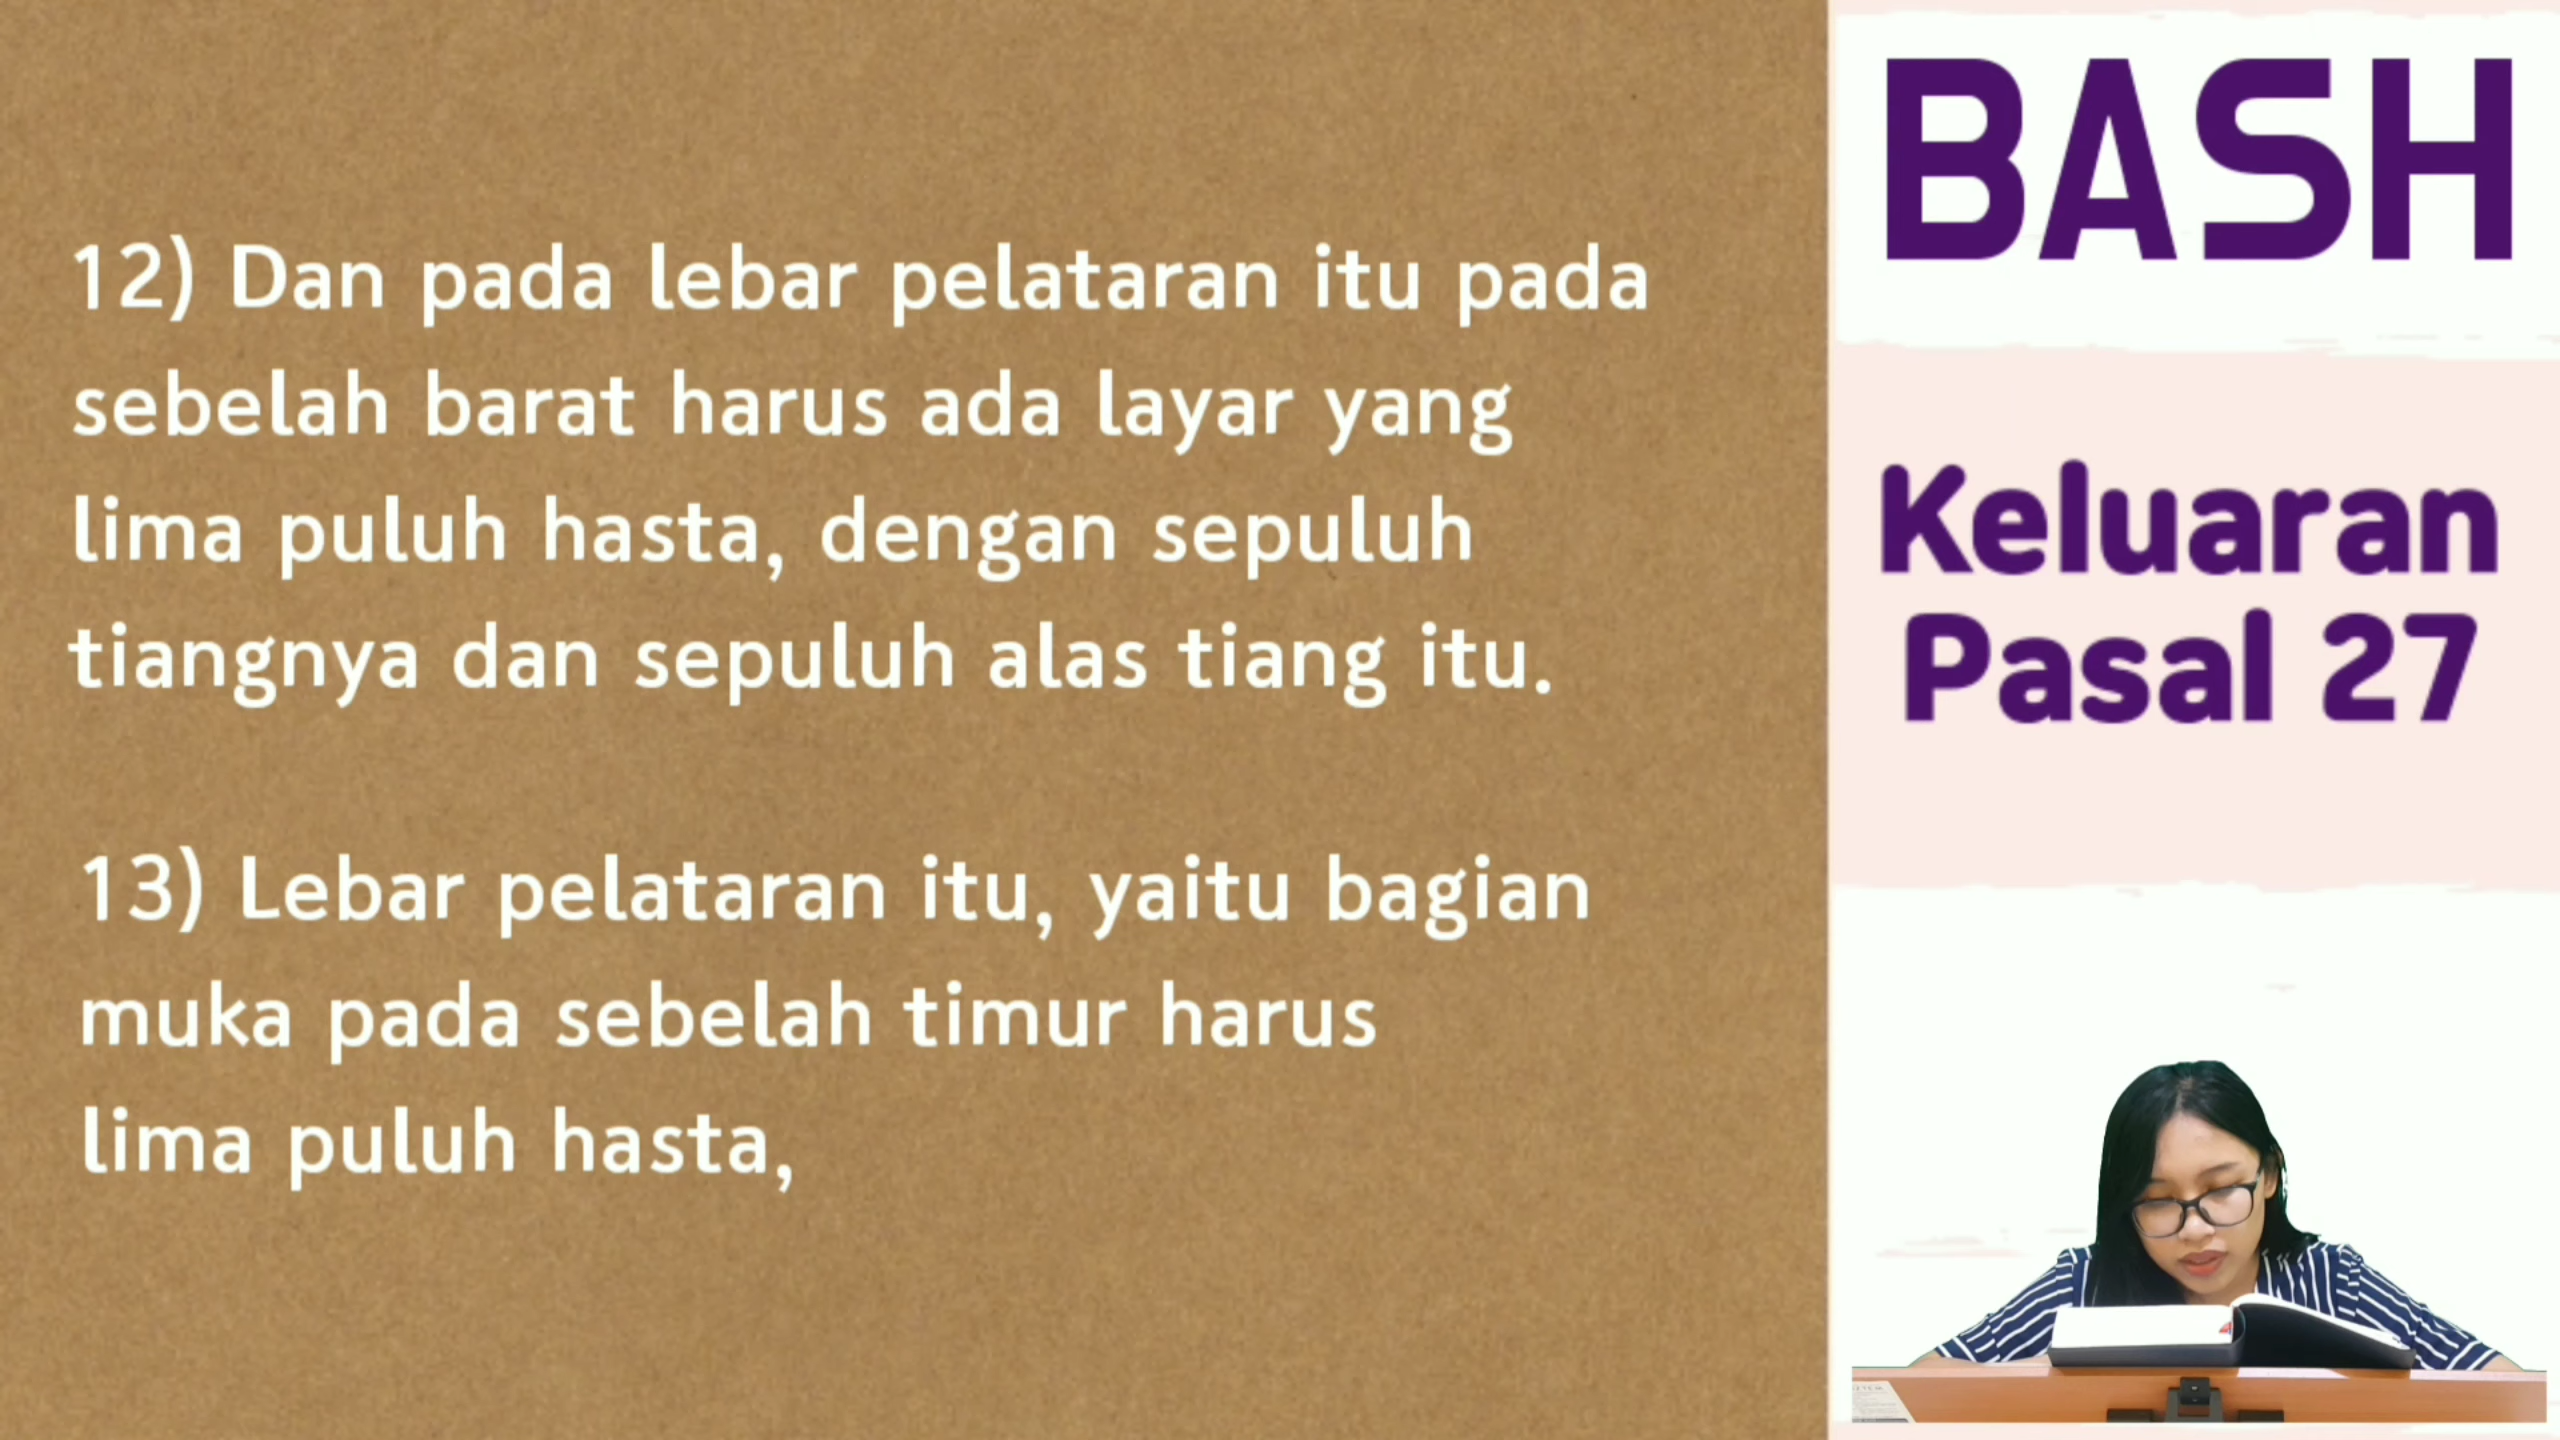 12) Dan pada lebar pelataran itu pada
sebelah barat harus ada layar yang
lima puluh hasta, dengan sepuluh
tiangnya dan sepuluh alas tiang itu.
13) Lebar pelataran itu, yaitu bagian
muka pada sebelah timur harus
lima puluh hasta,
BASH
Keluaran
Pasal 27